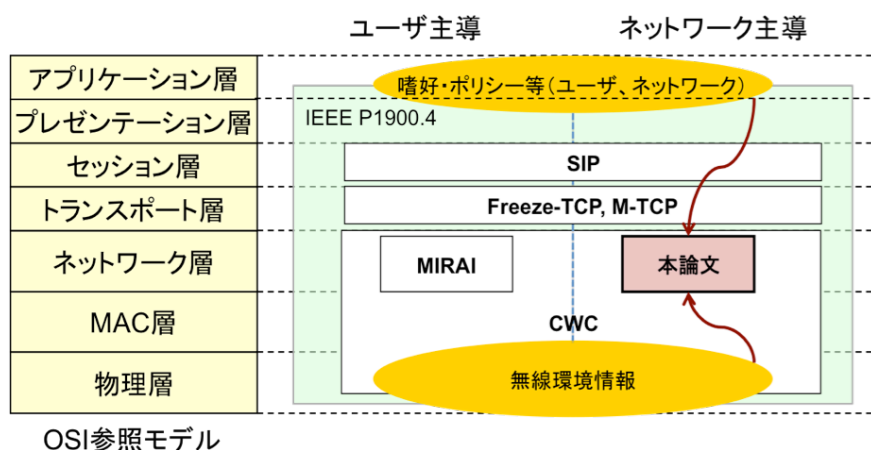 ユーザ主導
ネットワーク主導
アプリケーション層
嗜好・ポリシー等(ユーザ、ネットワーク)
プレゼンテーション層
IEEE P1900.4
セッション層
SIP
トランスポート層
Freeze-TCP, M-TCP
ネットワーク層
MIRAI
本論文
MAC層
CWC
物理層
無線環境情報
OSI参照モデル